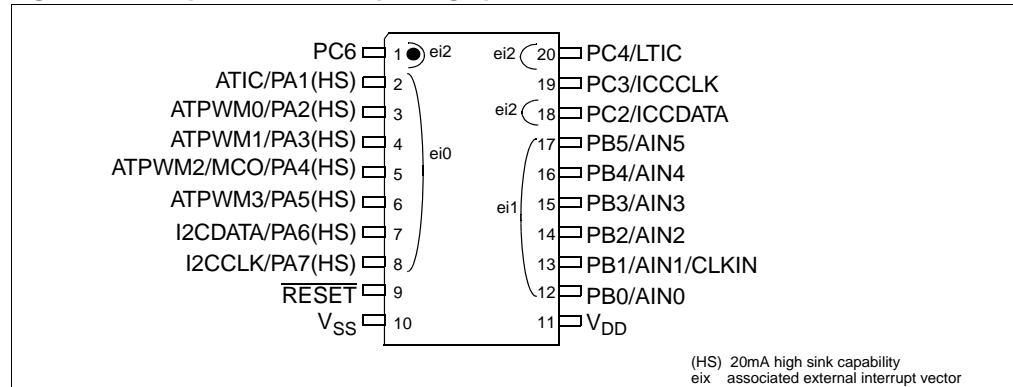 PC6 1 ei2 ei2 20 PC4/LTIC
ATIC/PA1(HS) 2 19 PC3/ICCCLK
ATPWM0/PA2(HS) 3 ei2 18 PC2/ICCDATA
ATPWM1/PA3(HS) 4 ei0 17 PB5/AIN5
ATPWM2/MCO/PA4(HS) 5 16 PB4/AIN4
ATPWM3/PA5(HS) 6 ei1 15 PB3/AIN3
I2CDATA/PA6(HS) 7 14 PB2/AIN2
I2CCLK/PA7(HS) 8 13 PB1/AIN1/CLKIN
RESET 9 12 PB0/AIN0
VSS 10 11 VDD
(HS) 20mA high sink capability
eix associated external interrupt vector